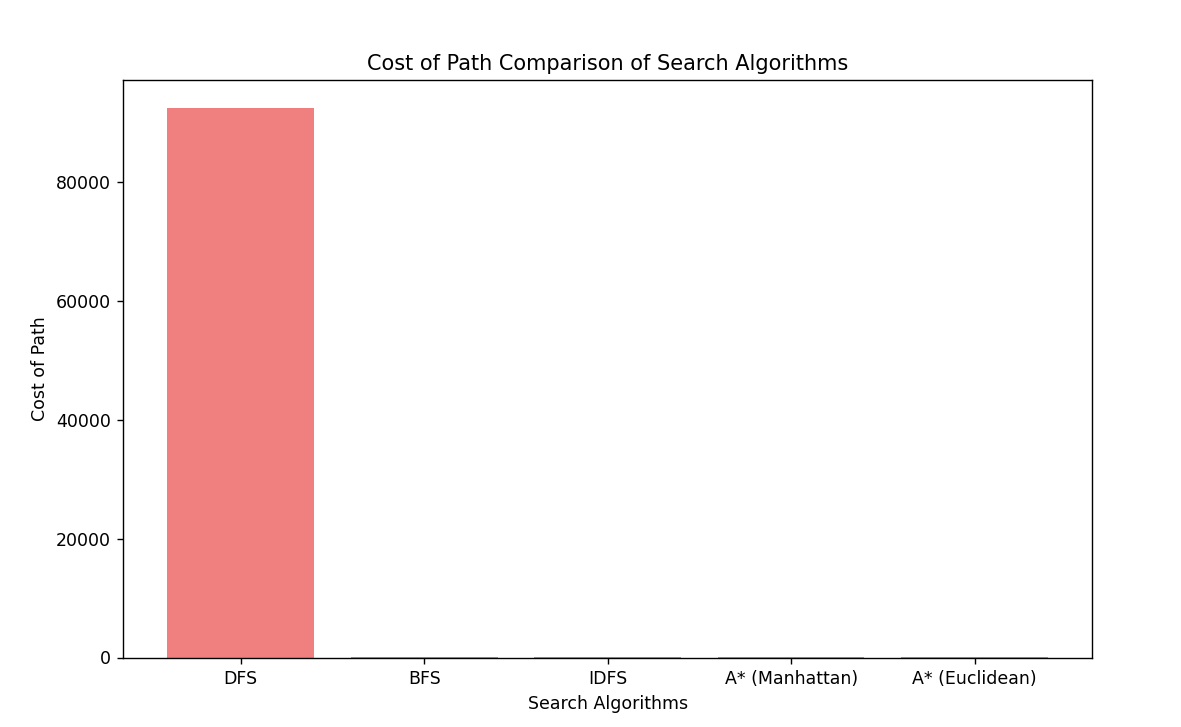 Cost of Path Comparison of Search Algorithms
80000
60000
40000
20000
0
Cost of Path
DFS BFS IDFS A* (Manhattan) A* (Euclidean)
Search Algorithms